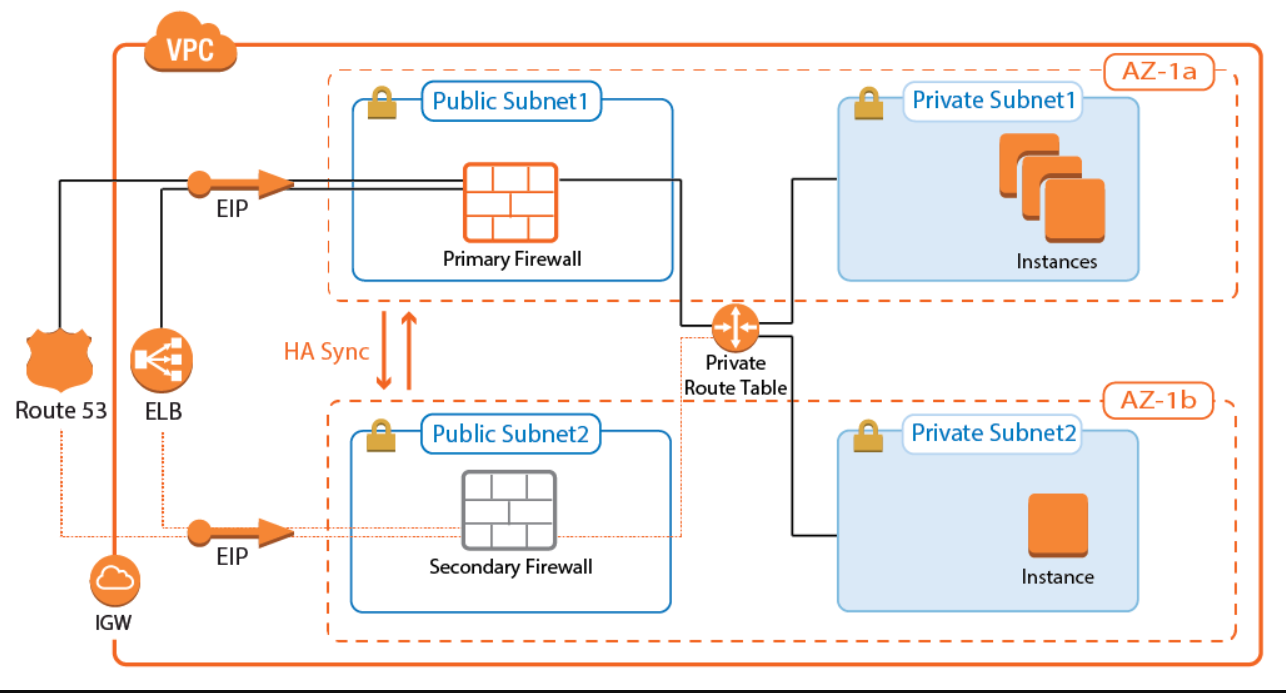 VPC
AZ-1a
Public Subnet1
Private Subnet1
EIP
Primary Firewall
Instances
HA Sync
Private
Route Table
Route 53
ELB
AZ-1b
Public Subnet2
Private Subnet2
EIP
Secondary Firewall
Instance
IGW